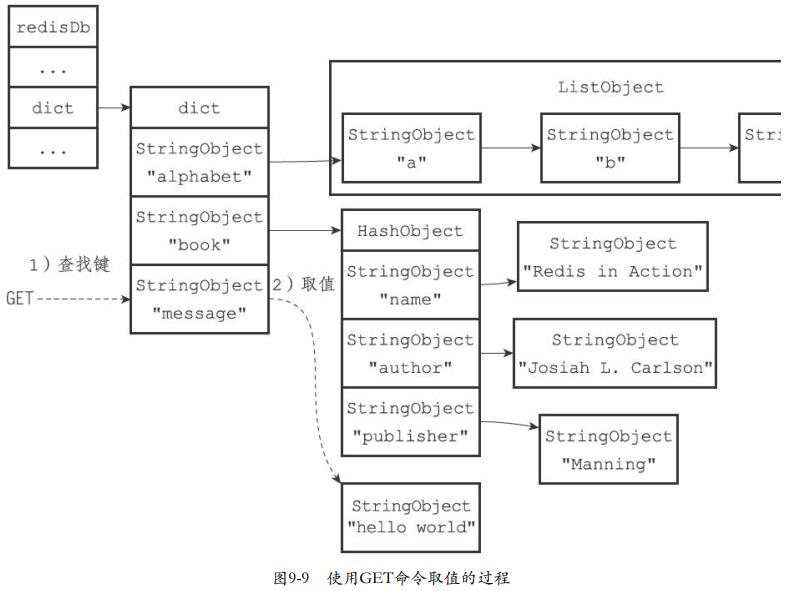 redisDb
...
dict
...
dict
StringObject
"alphabet"
StringObject
"book"
StringObject
"message"
1）查找键
GET
2）取值
ListObject
StringObject
"a"
StringObject
"b"
Stri
HashObject
StringObject
"name"
StringObject
"author"
StringObject
"publisher"
StringObject
"Redis in Action"
StringObject
"Josiah L. Carlson"
StringObject
"Manning"
StringObject
"hello world"
图9-9 使用GET命令取值的过程